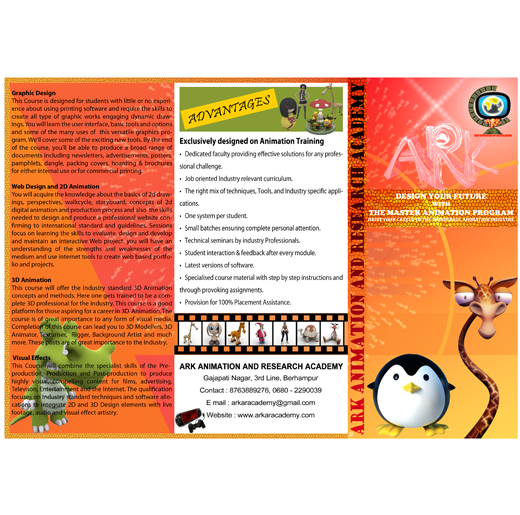 Graphic Design
This Course is designed for students with little or no experi-
ence about using printing software and require the skills to
create all type of graphic works engaging dynamic draw-
ings. You will learn the user interface, basic tools and options
and some of the many uses of this versatile graphics pro-
gram. We'll cover some of the exciting new tools. By the end
of the course, you'll be able to produce a broad range of
documents including newsletters, advertisements, posters,
pamphlets, dangle, packing covers, hoarding & brochures
for either internal use or for commercial printing.
Web Design and 2D Animation
You will acquire the knowledge about the basics of 2d draw-
ings, perspectives, walkcycle, storyboard, concepts of 2d
digital animation and production process and also the skills
needed to design and produce a professional website con-
firming to international standard and guidelines. Sessions
focus on learning the skills to evaluate, design and develop
and maintain an interactive Web project. you will have an
understanding of the strengths and weaknesses of the
medium and use internet tools to create web based portfo-
lio and projects.
3D Animation
This course will offer the Industry standard 3D Animation
concepts and methods. Here one gets trained to be a com-
plete 3D professional for the industry. This course is a good
platform for those aspiring for a career in 3D Animation. The
course is of great importance to any form of visual media.
Completion of this course can lead you to 3D Modelers, 3D
Animator, Texturiser, Rigger, Background Artist and much
more. These posts are of great importance to the Industry.
Visual Effects
This Course will combine the specialist skills of the Pre-
production, Production and Post-production to produce
highly visual, compelling content for films, advertising,
Television, Entertainment and the Internet. The qualification
focuses on Industry standard techniques and software allo-
cations to integrate 2D and 3D Design elements with live
footage, audio and visual effect artistry.
ADVANTAGES
Exclusively designed on Animation Training
• Dedicated faculty providing effective solutions for any profes-
sional challenge.
• Job oriented Industry relevant curriculum.
• The right mix of techniques, Tools, and Industry specific appli-
cations.
• One system per student.
• Small batches ensuring complete personal attention.
• Technical seminars by industry Professionals.
• Student interaction & feedback after every module.
• Latest versions of software.
• Specialised course material with step by step instructions and
through provoking assignments.
• Provision for 100% Placement Assistance.
ARK ANIMATION AND RESEARCH ACADEMY
Gajapati Nagar, 3rd Line, Berhampur
Contact : 8763889276, 0680 - 2290039
E mail : arkaracademy@gmail.com
Website : www.arkaracademy.com
ARK ANIMATION AND RESEARCH ACADEMY
ARK
DESIGN YOUR FUTURE
WITH
THE MASTER ANIMATION PROGRAM